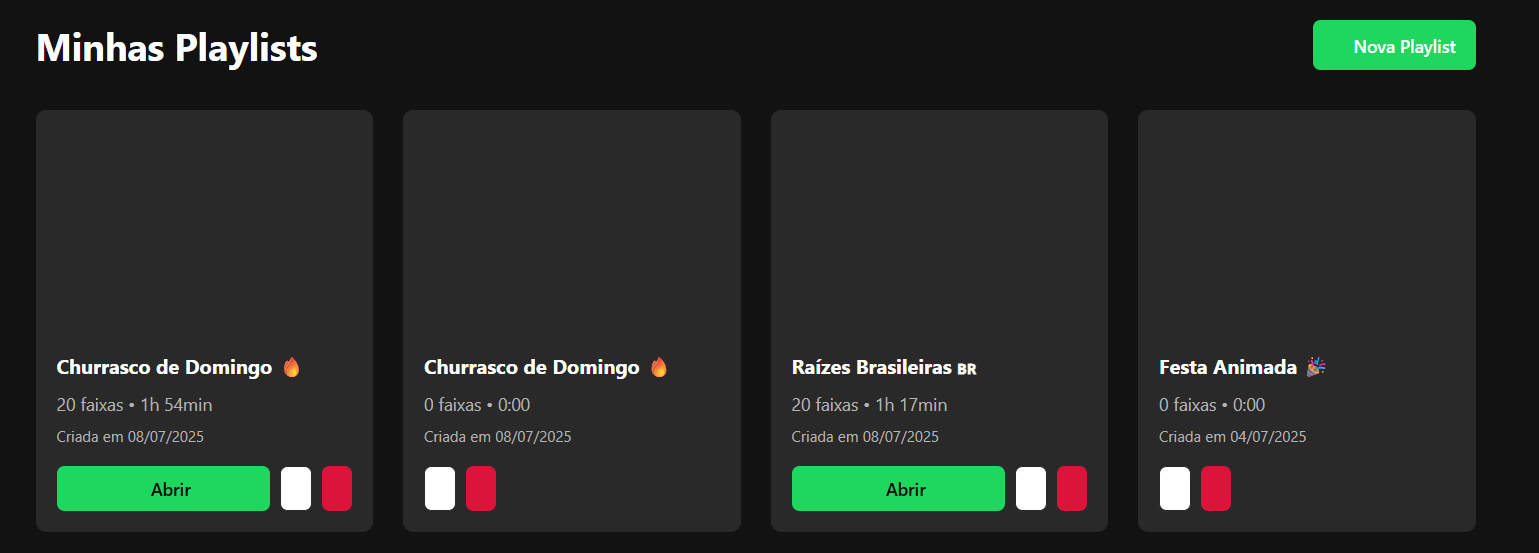 Minhas Playlists
Nova Playlist
Churrasco de Domingo 🔥
20 faixas • 1h 54min
Criada em 08/07/2025
Abrir
Churrasco de Domingo 🔥
0 faixas • 0:00
Criada em 08/07/2025
Raízes Brasileiras BR
20 faixas • 1h 17min
Criada em 08/07/2025
Abrir
Festa Animada 🎉
0 faixas • 0:00
Criada em 04/07/2025